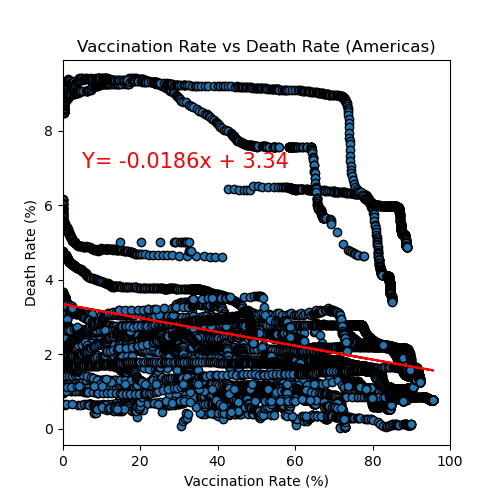 Vaccination Rate vs Death Rate (Americas)
Y= -0.0186x + 3.34
Death Rate (%)
8
6
4
2
0
0 20 40 60 80 100
Vaccination Rate (%)